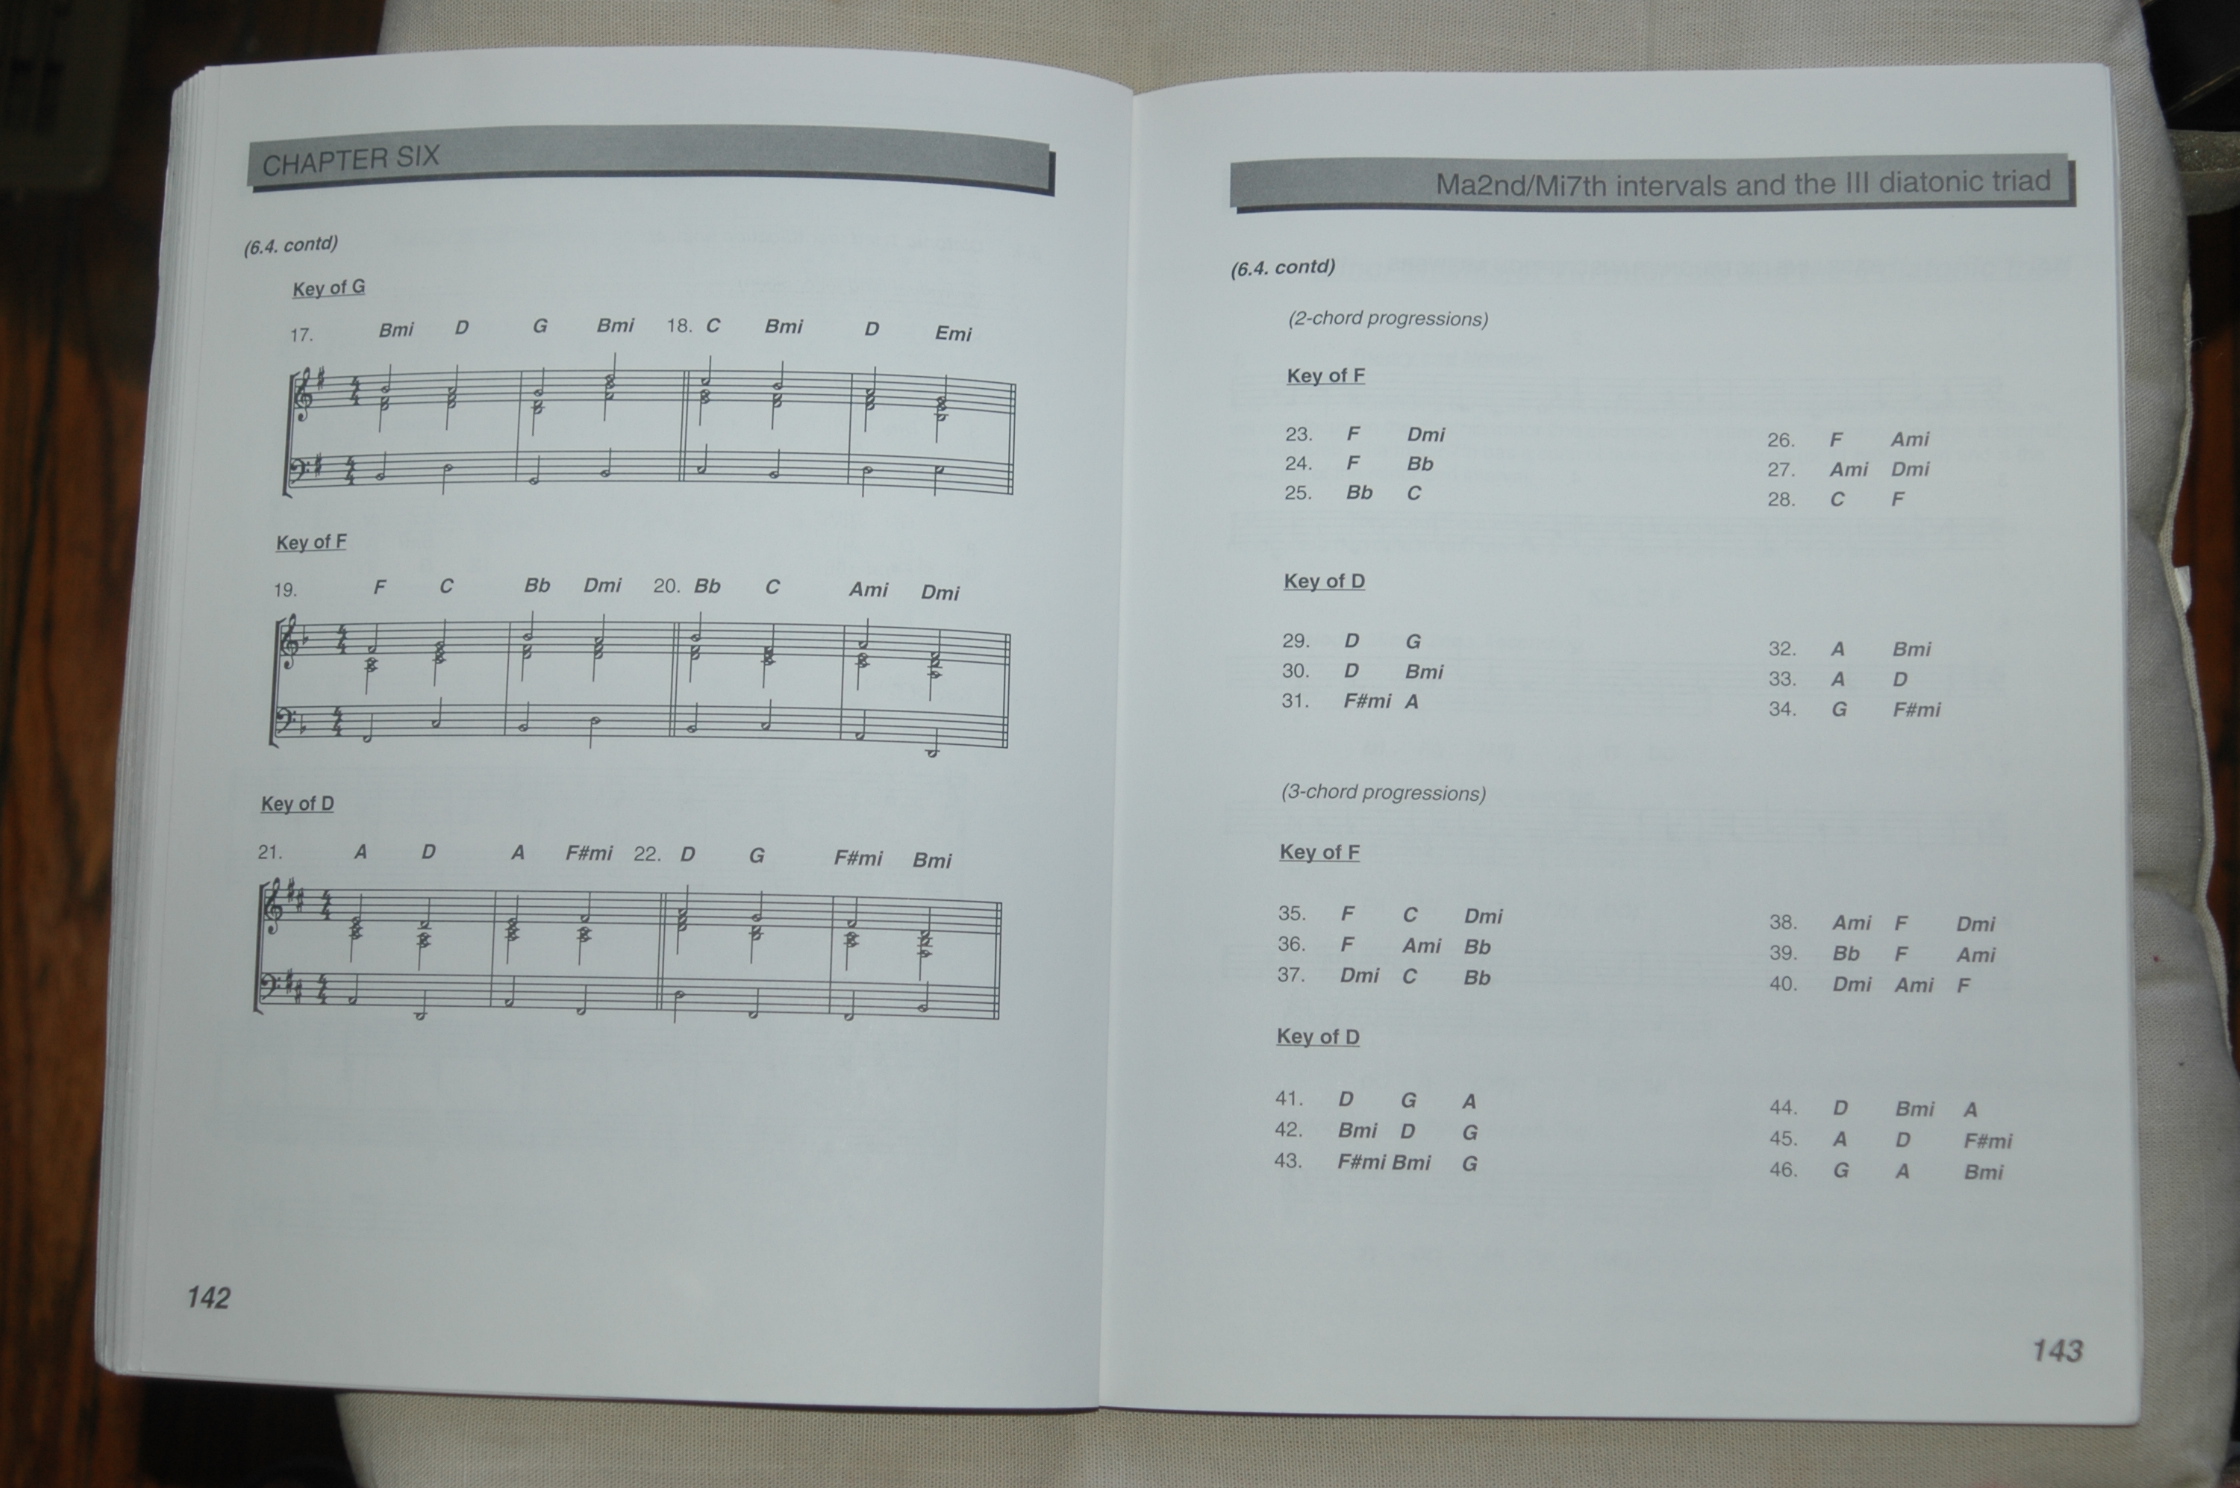 CHAPTER SIX
(6.4. contd)
Key of G
17. Bmi D G Bmi 18. C Bmi D Emi
Key of F
19. F C Bb Dmi 20. Bb C Ami Dmi
Key of D
21. A D A F#mi 22. D G F#mi Bmi
142
Ma2nd/Mi7th intervals and the III diatonic triad
(6.4. contd)
(2-chord progressions)
Key of F
23. F Dmi 26. F Ami
24. F Bb 27. Ami Dmi
25. Bb C 28. C F
Key of D
29. D G 32. A Bmi
30. D Bmi 33. A D
31. F#mi A 34. G F#mi
(3-chord progressions)
Key of F
35. F C Dmi 38. Ami F Dmi
36. F Ami Bb 39. Bb F Ami
37. Dmi C Bb 40. Dmi Ami F
Key of D
41. D G A 44. D Bmi A
42. Bmi D G 45. A D F#mi
43. F#mi Bmi G 46. G A Bmi
143